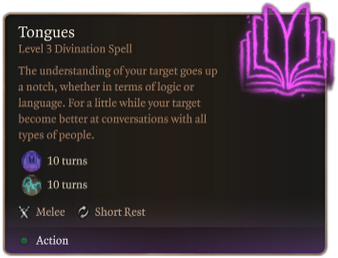 Tongues
Level 3 Divination Spell
The understanding of your target goes up
a notch, whether in terms of logic or
language. For a little while your target
become better at conversations with all
types of people.
10 turns
10 turns
Melee Short Rest
Action